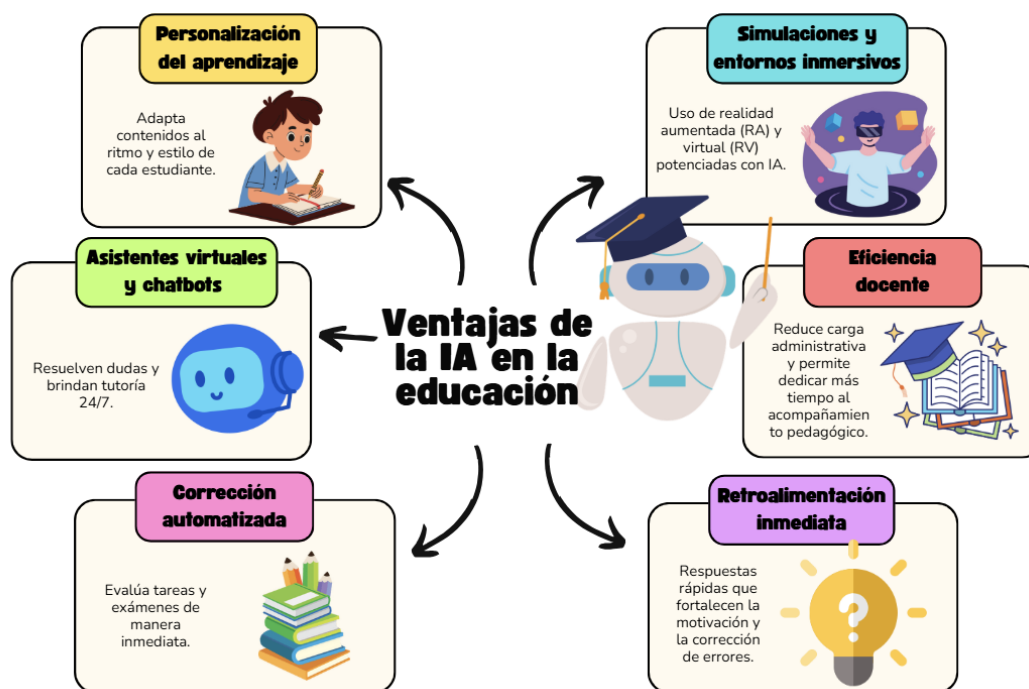 Personalización
del aprendizaje
Adapta
contenidos al
ritmo y estilo de
cada estudiante.
Simulaciones y
entornos inmersivos
Uso de realidad
aumentada (RA) y
virtual (RV)
potenciadas con IA.
Asistentes virtuales
y chatbots
Resuelven dudas y
brindan tutoría
24/7.
Ventajas de
la IA en la
educación
Eficiencia
docente
Reduce carga
administrativa
y permite
dedicar más
tiempo al
acompañamien
to pedagógico.
Corrección
automatizada
Evalúa tareas y
exámenes de
manera
inmediata.
Retroalimentación
inmediata
Respuestas
rápidas que
fortalecen la
motivación y
la corrección
de errores.
?